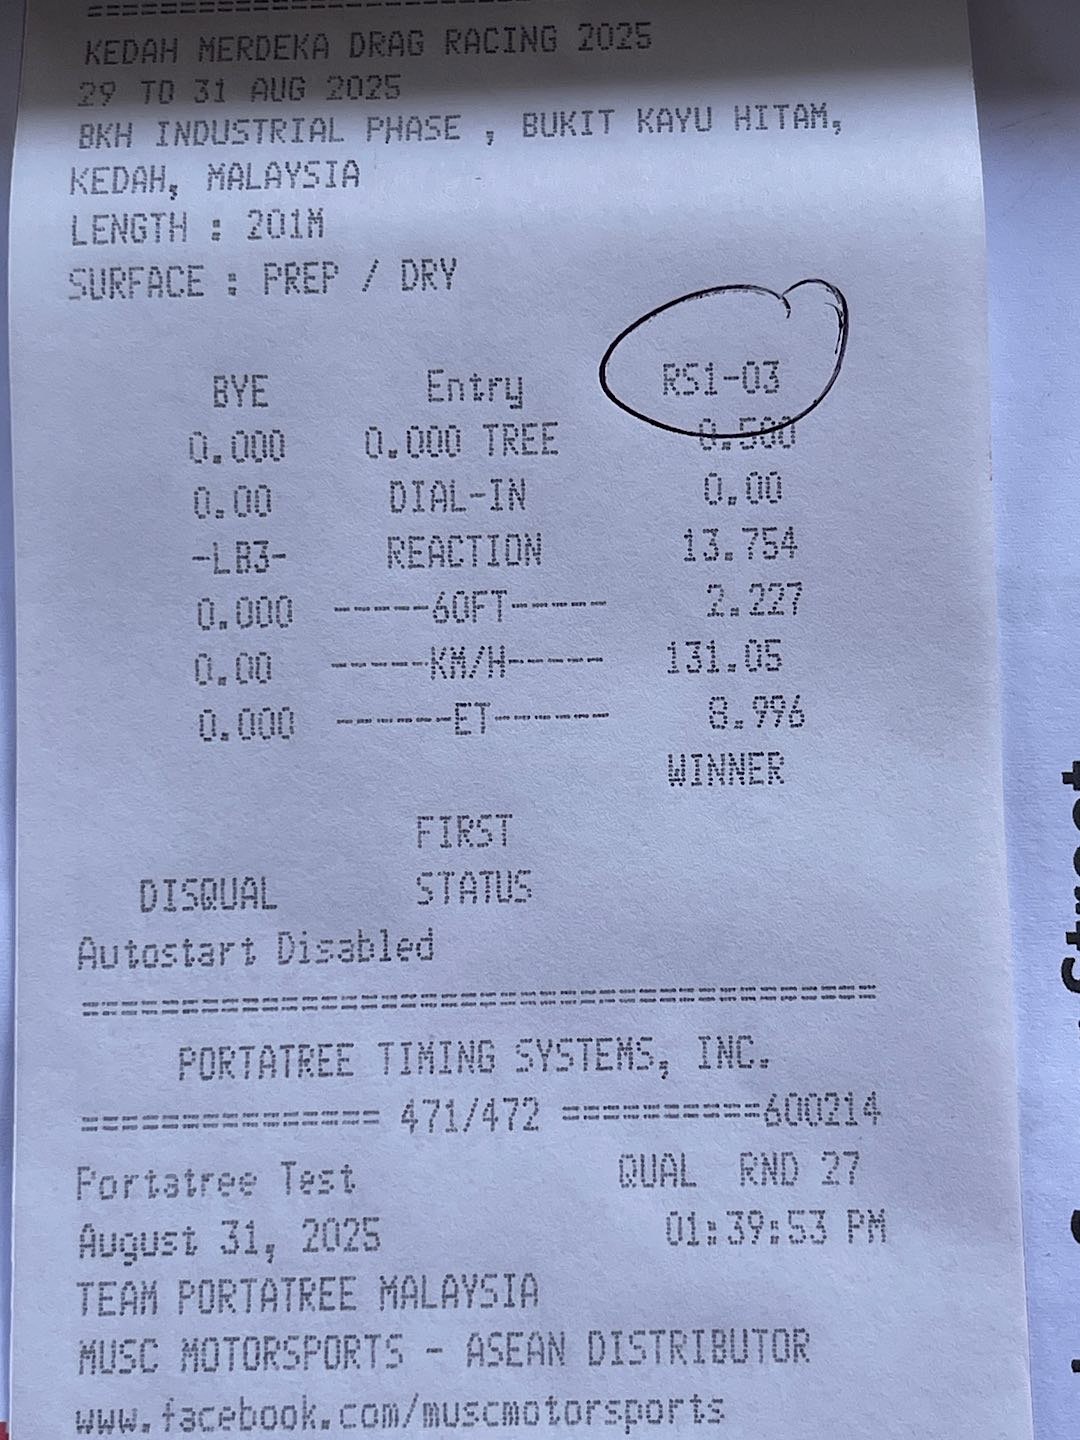 ================================
KEDAH MERDEKA DRAG RACING 2025
29 TO 31 AUG 2025
BKH INDUSTRIAL PHASE , BUKIT KAYU HITAM,
KEDAH, MALAYSIA
LENGTH : 201M
SURFACE : PREP / DRY
BYE Entry RS1-03
0.000 0.000 TREE 0.500
0.00 DIAL-IN 0.00
-LB3- REACTION 13.754
0.000 -----60FT----- 2.227
0.00 -----KM/H----- 131.05
0.000 ------ET------ 8.996
WINNER
FIRST
DISQUAL STATUS
Autostart Disabled
=========================================
PORTATREE TIMING SYSTEMS, INC.
=============== 471/472 ==========600214
Portatree Test QUAL RND 27
August 31, 2025 01:39:53 PM
TEAM PORTATREE MALAYSIA
MUSC MOTORSPORTS - ASEAN DISTRIBUTOR
www.facebook.com/muscmotorsports
Street